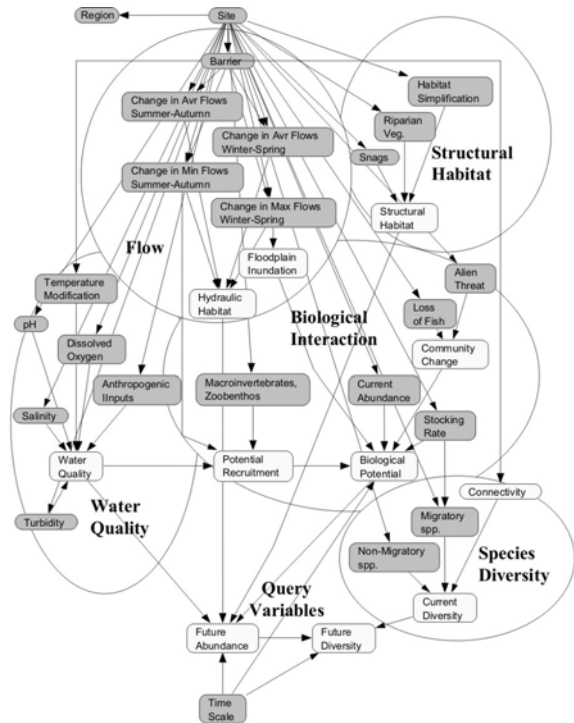 Region
Site
Barrier
Habitat
Simplification
Change in Avr Flows
Summer-Autumn
Riparian
Veg.
Change in Avr Flows
Winter-Spring
Snags
Structural
Habitat
Change in Min Flows
Summer-Autumn
Change in Max Flows
Winter-Spring
Structural
Habitat
Flow
Floodplain
Inundation
Alien
Threat
Temperature
Modification
Hydraulic
Habitat
Biological
Interaction
Loss
of Fish
pH
Dissolved
Oxygen
Community
Change
Anthropogenic
IInputs
Macroinvertebrates,
Zoobenthos
Current
Abundance
Salinity
Stocking
Rate
Water
Quality
Potential
Recruitment
Biological
Potential
Connectivity
Turbidity
Water
Quality
Migratory
spp.
Non-Migratory
spp.
Species
Diversity
Query
Variables
Current
Diversity
Future
Abundance
Future
Diversity
Time
Scale